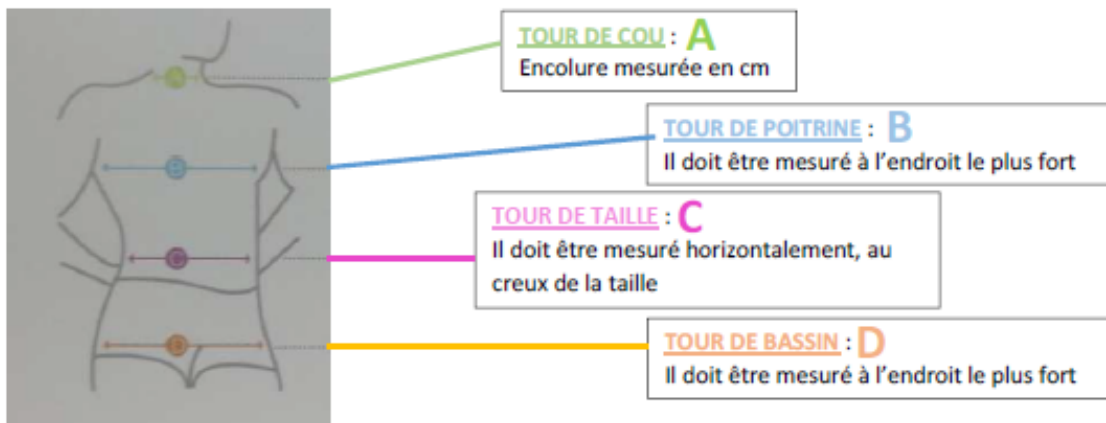 TOUR DE COU : A
Encolure mesurée en cm
TOUR DE POITRINE : B
Il doit être mesuré à l'endroit le plus fort
TOUR DE TAILLE : C
Il doit être mesuré horizontalement, au
creux de la taille
TOUR DE BASSIN : D
Il doit être mesuré à l'endroit le plus fort